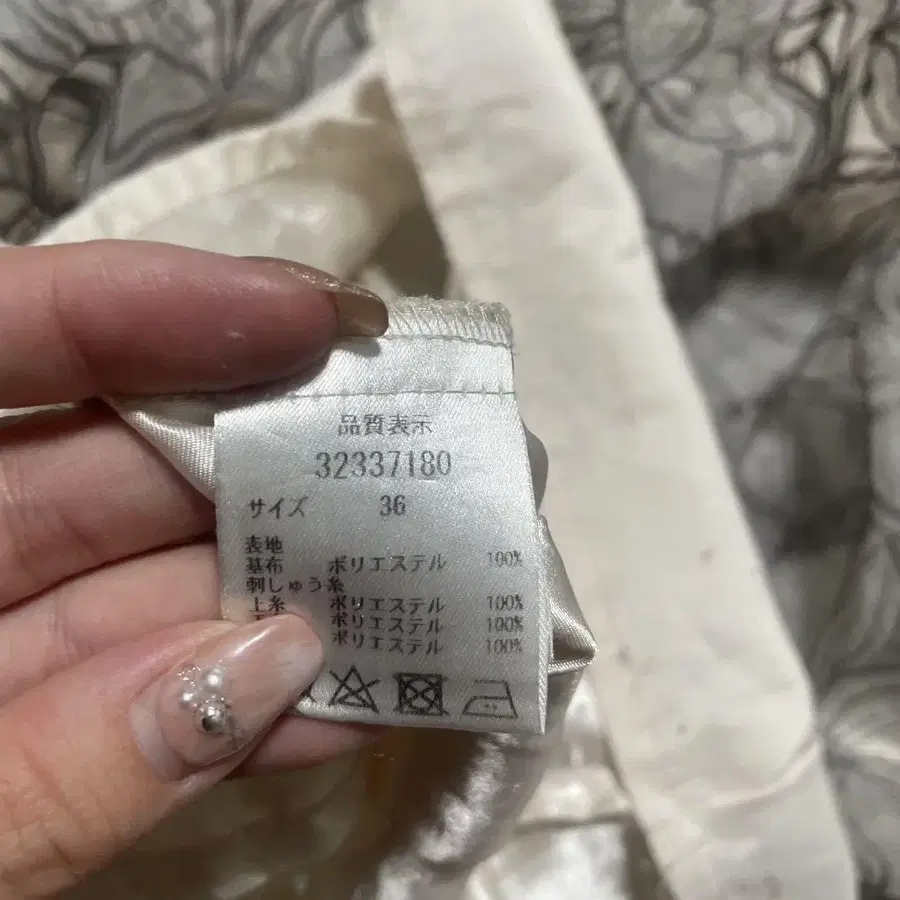 品質表示
32337180
サイズ 36
表地
基布 ポリエステル 100%
刺しゅう糸
上糸 ポリエステル 100%
ポリエステル 100%
ポリエステル 100%